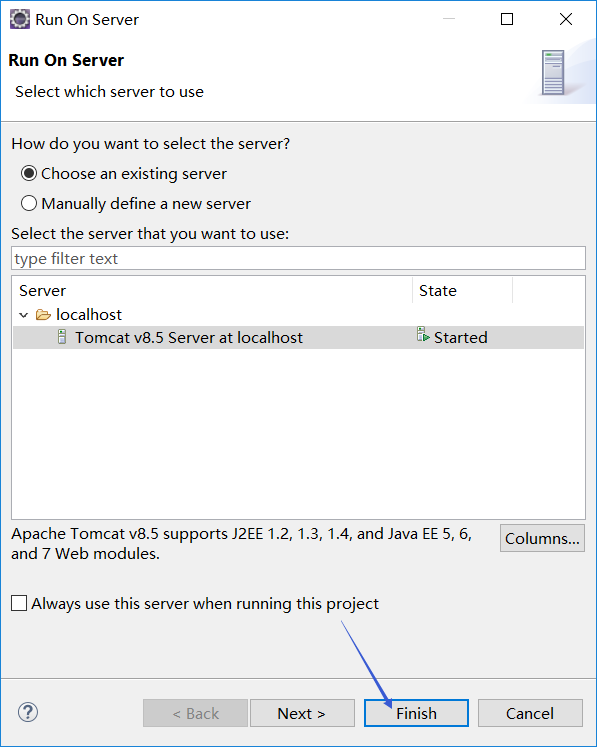 Run On Server
Run On Server
Select which server to use
How do you want to select the server?
Choose an existing server
Manually define a new server
Select the server that you want to use:
type filter text
Server State
localhost
Tomcat v8.5 Server at localhost Started
Apache Tomcat v8.5 supports J2EE 1.2, 1.3, 1.4, and Java EE 5, 6,
and 7 Web modules.
Columns...
Always use this server when running this project
? < Back Next > Finish Cancel